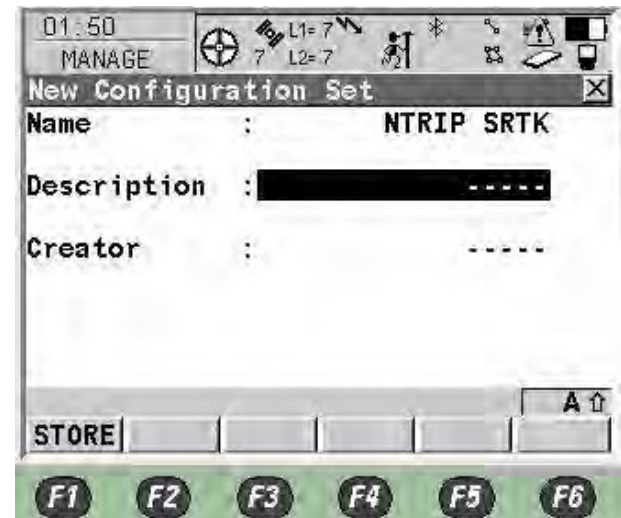 01:50
MANAGE
7 L1= 7
L2= 7
New Configuration Set
Name : NTRIP SRTK
Description : -----
Creator : -----
A
STORE
F1 F2 F3 F4 F5 F6